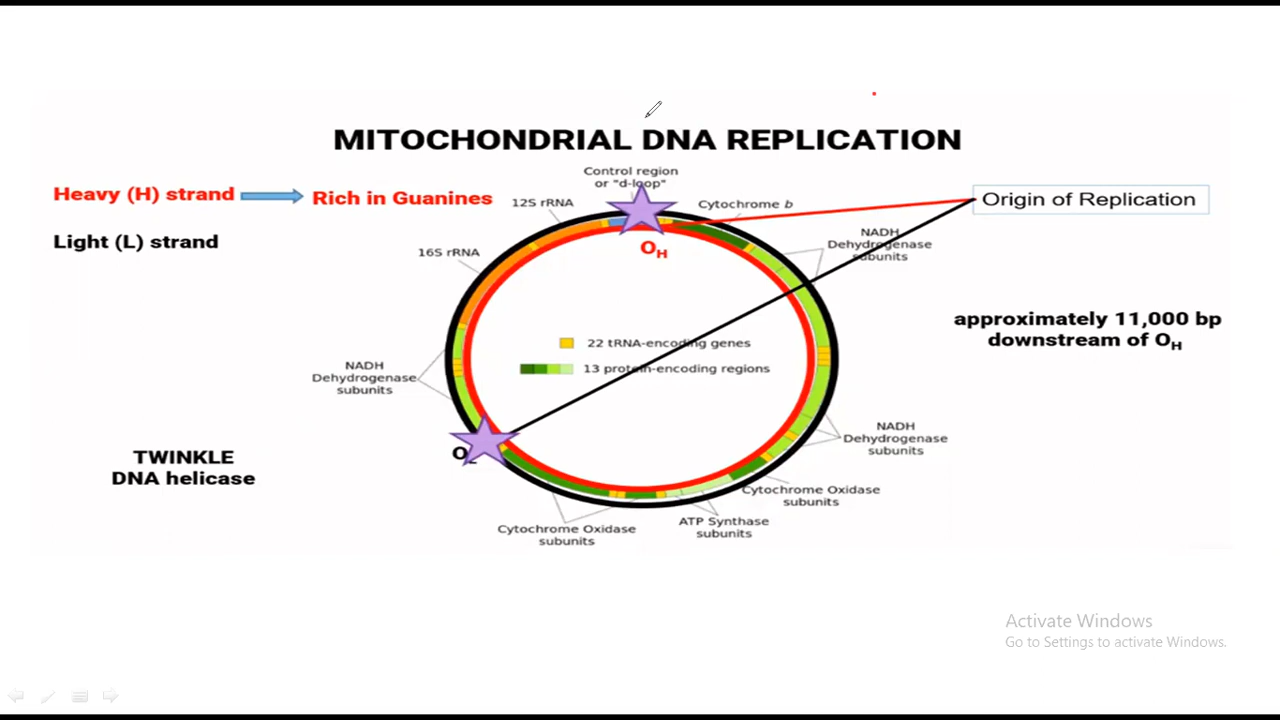 MITOCHONDRIAL DNA REPLICATION
Heavy (H) strand
Rich in Guanines
Light (L) strand
Control region
or "d-loop"
12S rRNA
Cytochrome b
Origin of Replication
OH
16S rRNA
NADH
Dehydrogenase
subunits
approximately 11,000 bp
downstream of OH
22 tRNA-encoding genes
13 protein-encoding regions
NADH
Dehydrogenase
subunits
OL
NADH
Dehydrogenase
subunits
TWINKLE
DNA helicase
Cytochrome Oxidase
subunits
ATP Synthase
subunits
Cytochrome Oxidase
subunits
Activate Windows
Go to Settings to activate Windows.